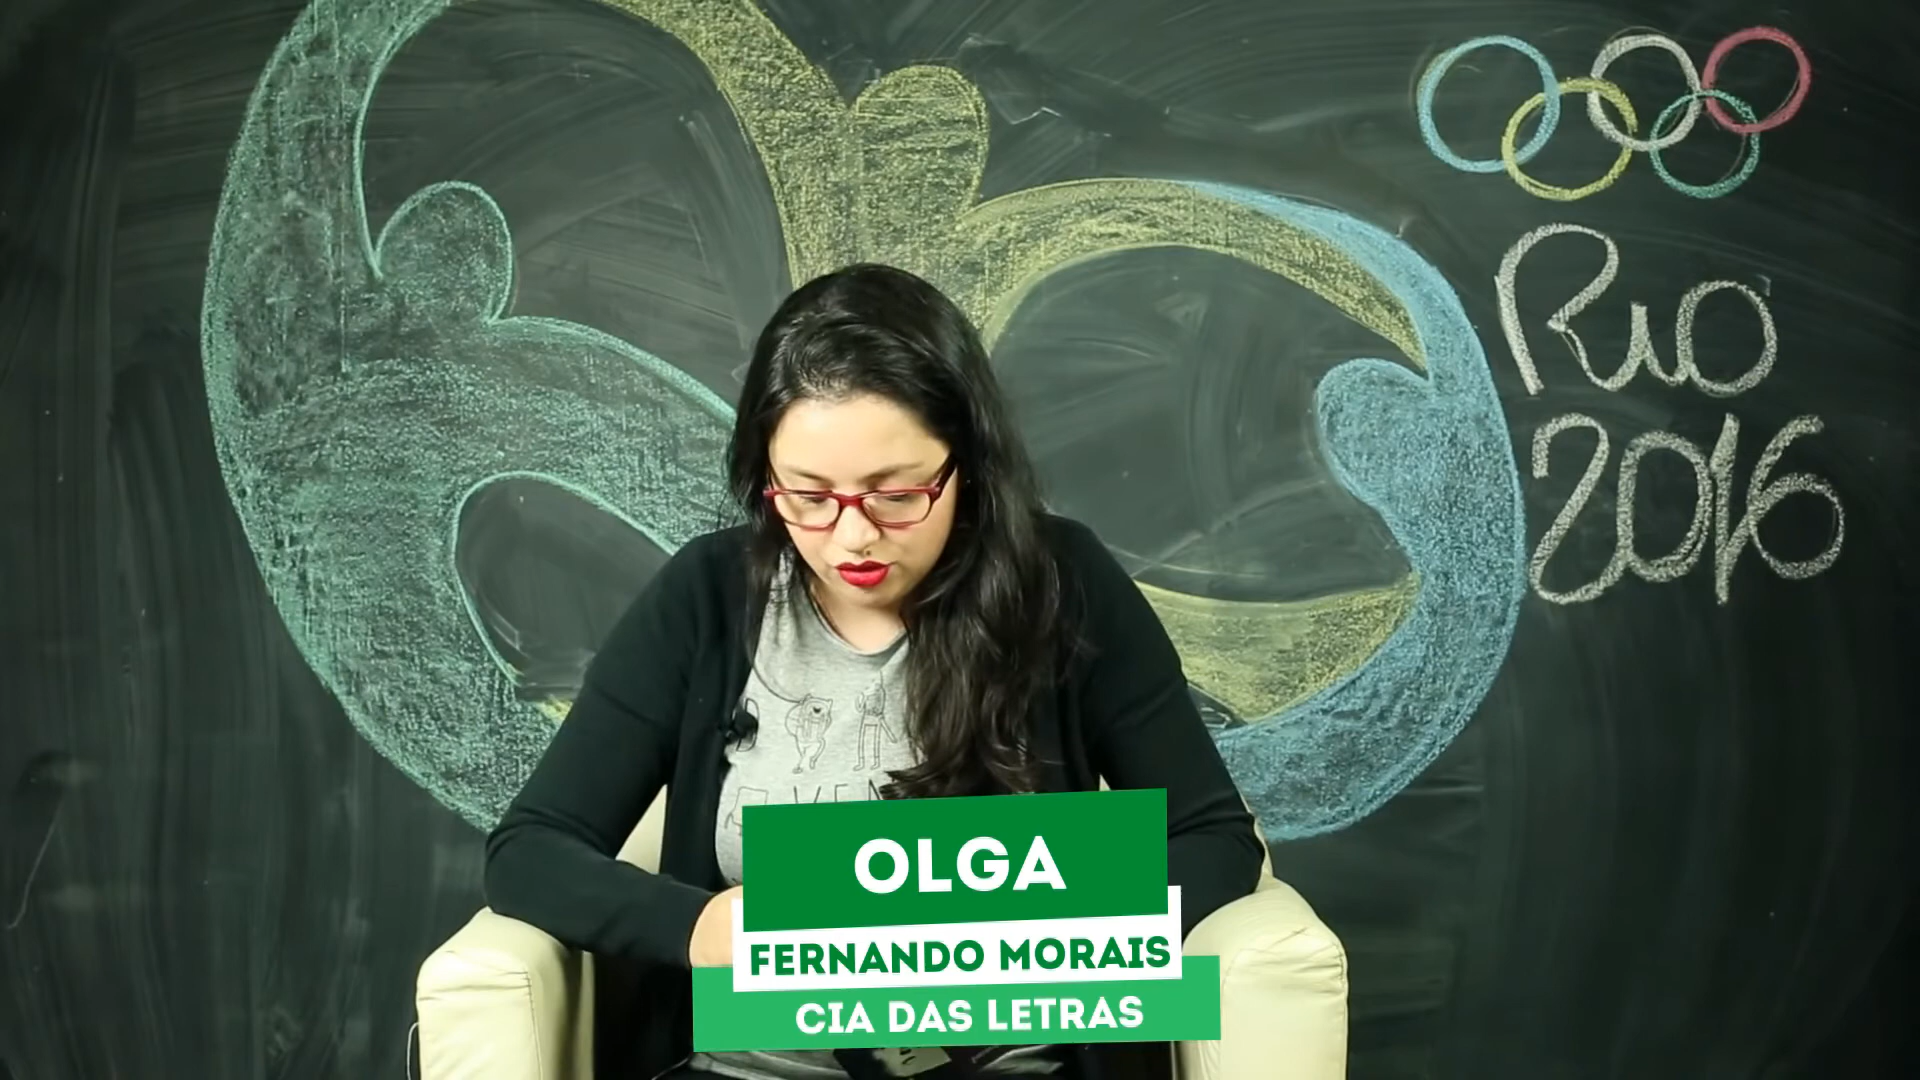 Rio
2016
OLGA
FERNANDO MORAIS
CIA DAS LETRAS